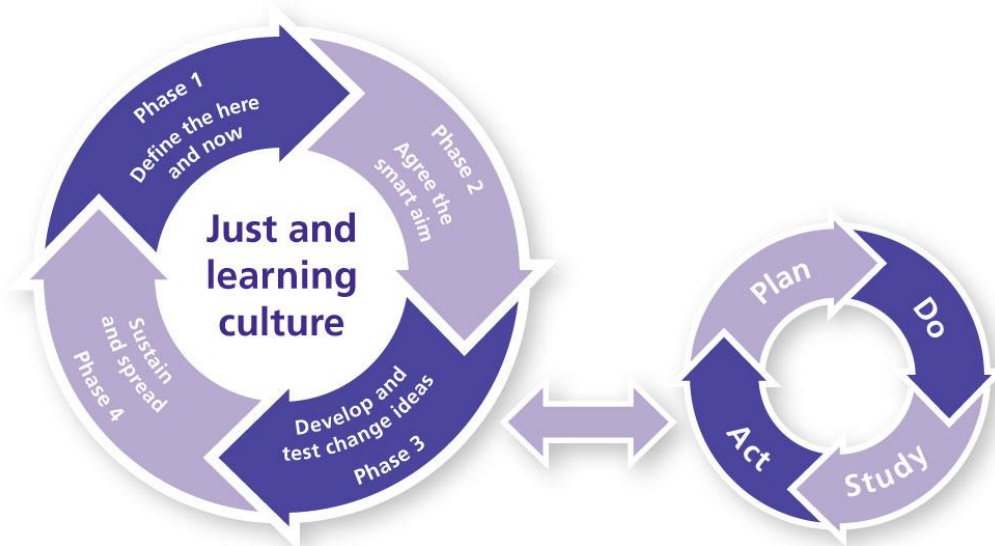 Phase 1
Define the here
and now
Phase 2
Agree the
smart aim
Develop and
test change ideas
Phase 3
Sustain
and spread
Phase 4
Just and
learning
culture
Plan
Do
Study
Act